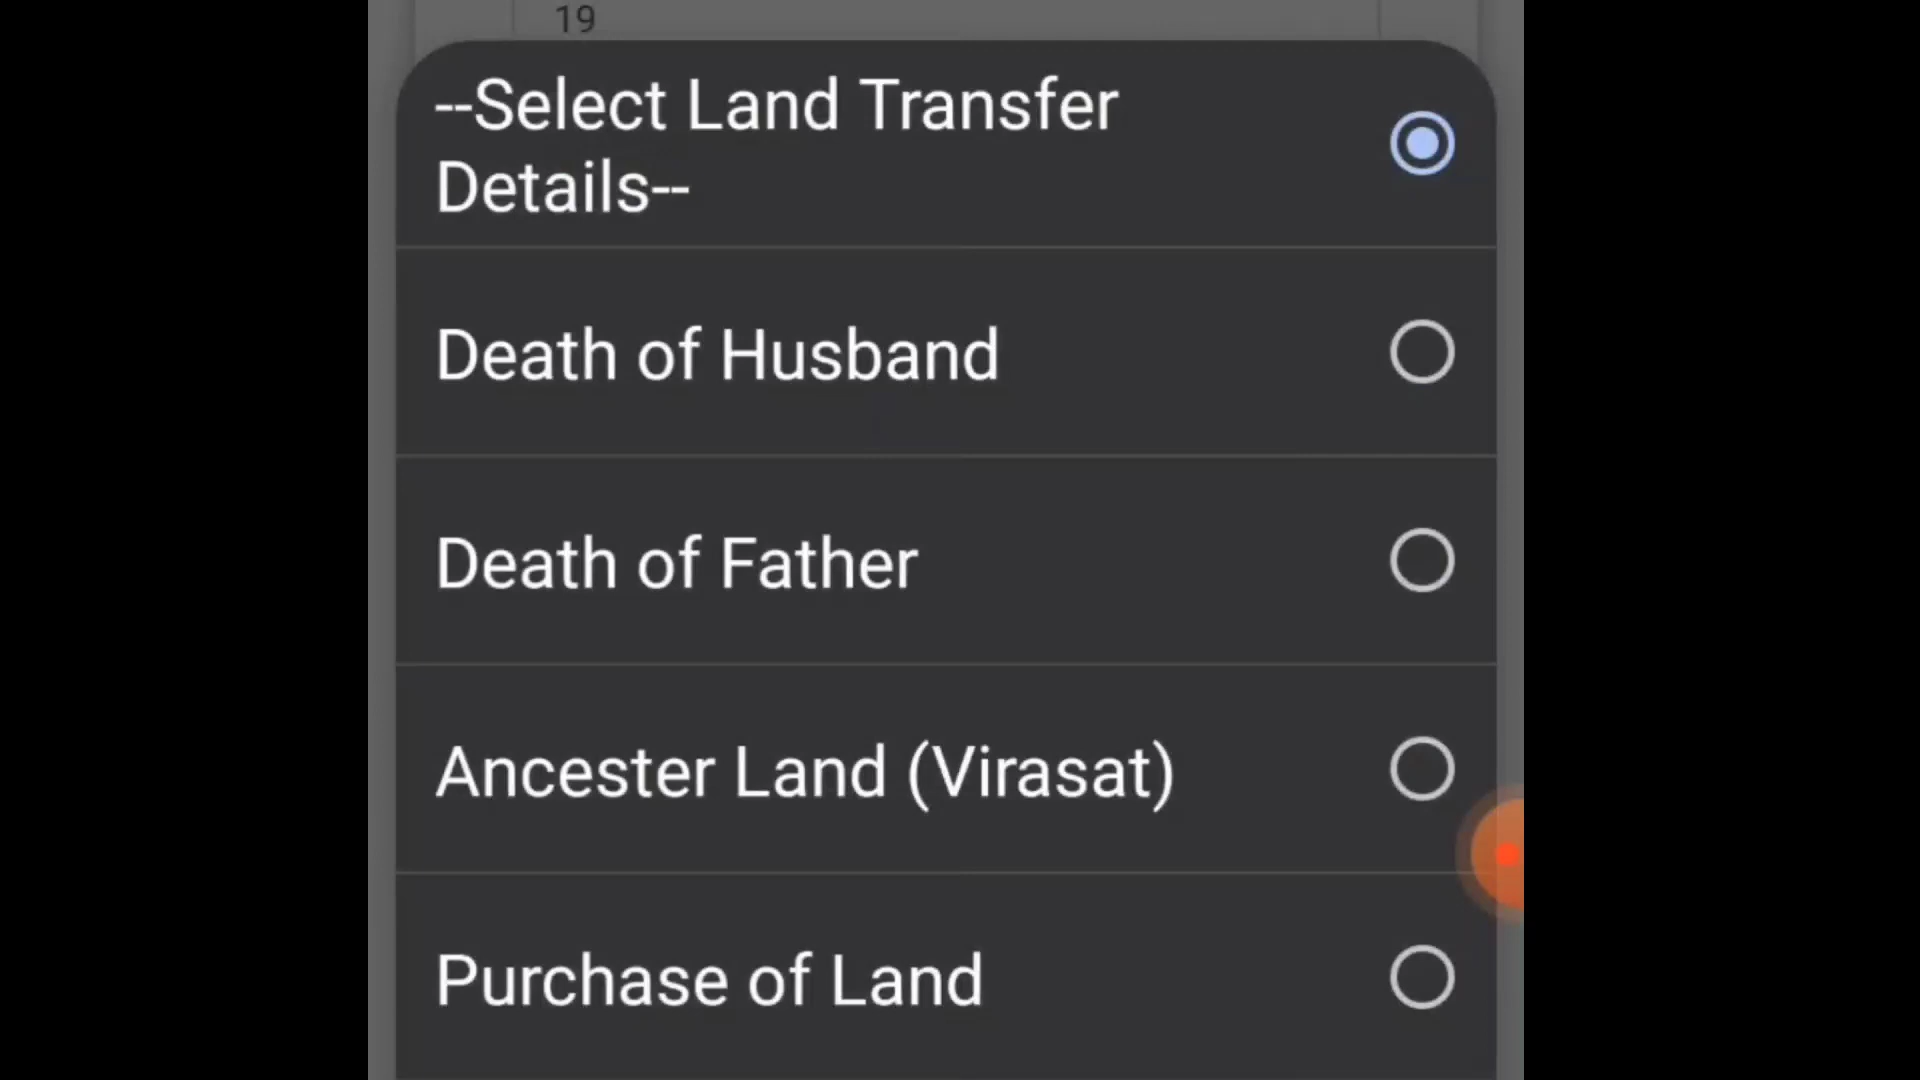 19
--Select Land Transfer
Details--
Death of Husband
Death of Father
Ancester Land (Virasat)
Purchase of Land